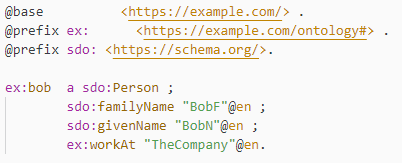 @base <https://example.com/> .
@prefix ex: <https://example.com/ontology#> .
@prefix sdo: <https://schema.org/>.
ex:bob a sdo:Person ;
sdo:familyName "BobF"@en ;
sdo:givenName "BobN"@en ;
ex:workAt "TheCompany"@en.